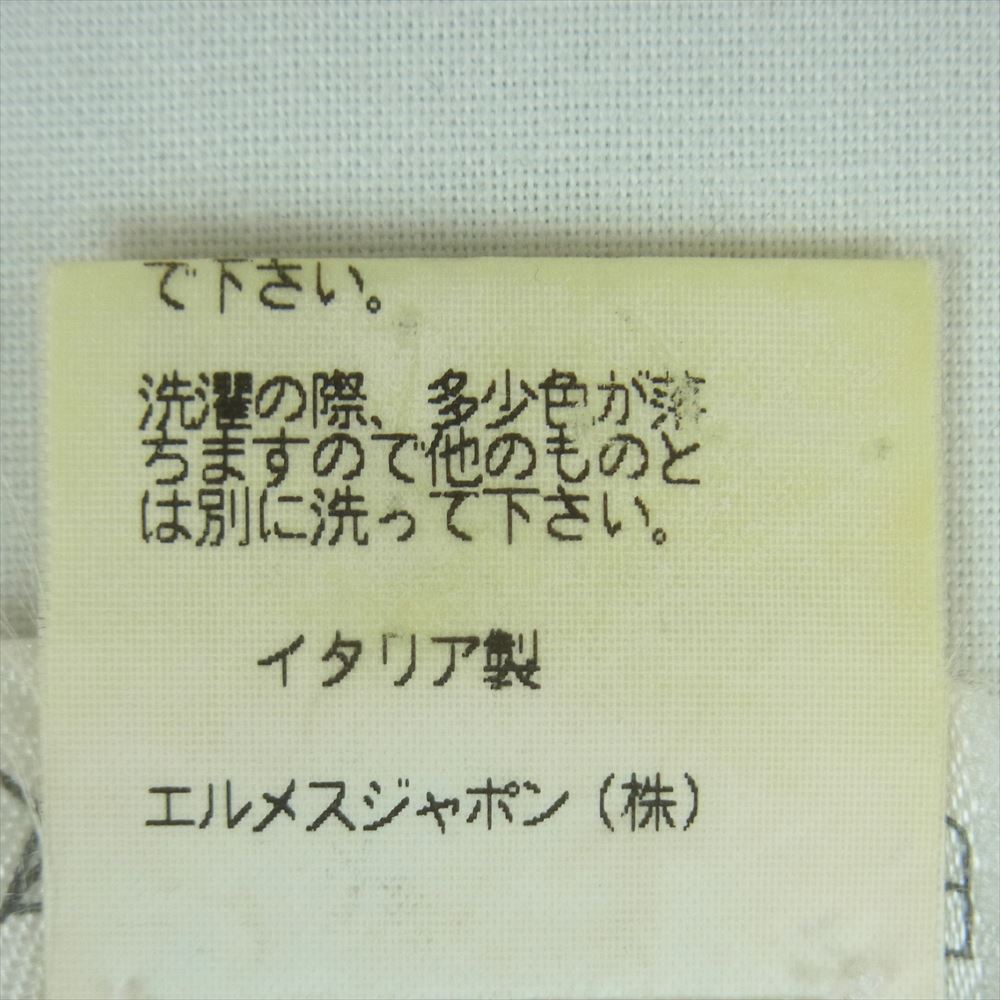 で下さい。
洗濯の際、多少色が落
ちますので他のものと
は別に洗って下さい。
イタリア製
エルメスジャポン(株)